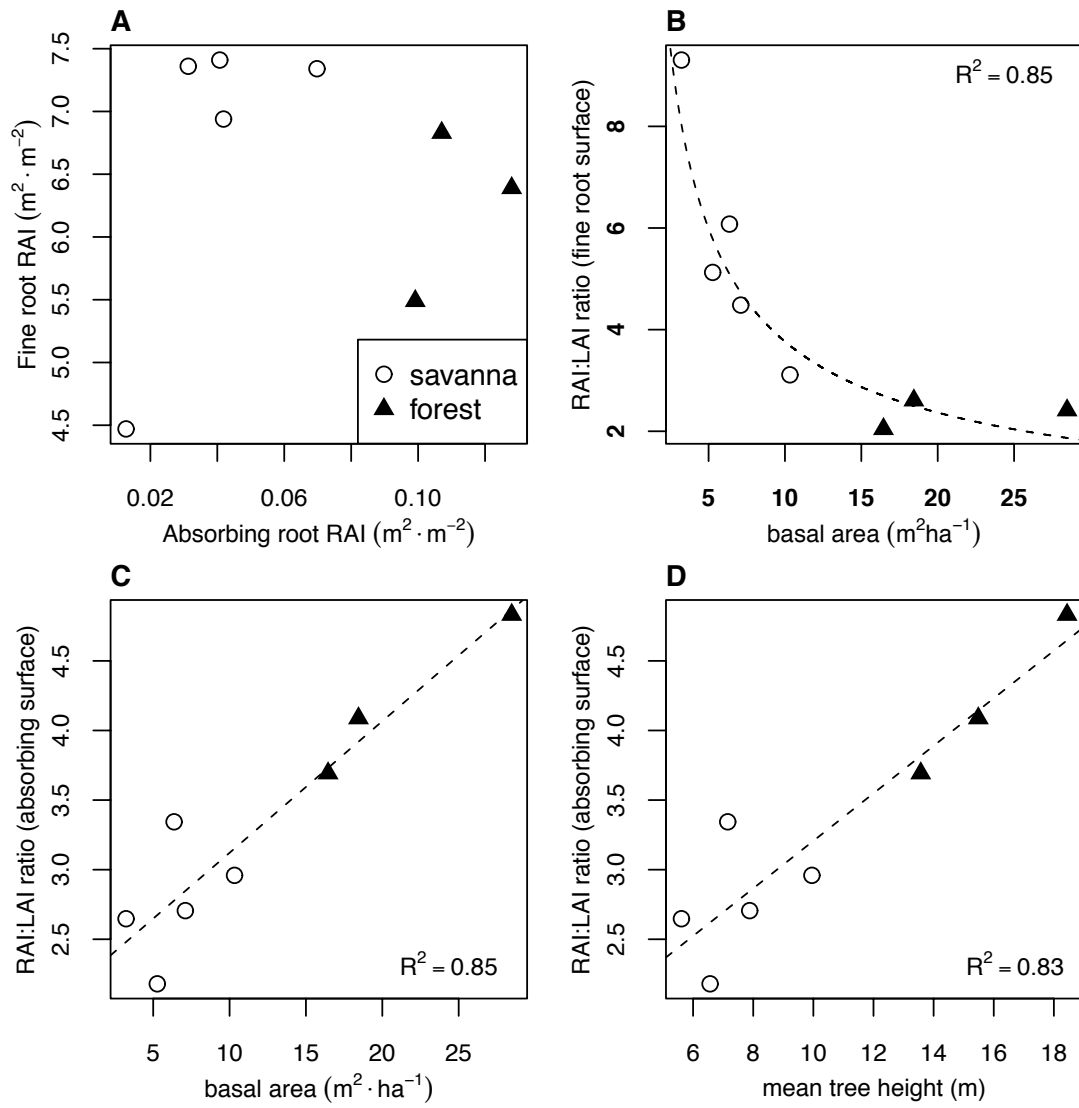 A
Fine root RAI (m² · m⁻²)
7.5
7.0
6.5
6.0
5.5
5.0
4.5
savanna
forest
0.02 0.06 0.10
Absorbing root RAI (m² · m⁻²)
B
RAI:LAI ratio (fine root surface)
R² = 0.85
8
6
4
2
5 10 15 20 25
basal area (m²ha⁻¹)
C
RAI:LAI ratio (absorbing surface)
4.5
4.0
3.5
3.0
2.5
R² = 0.85
5 10 15 20 25
basal area (m² · ha⁻¹)
D
RAI:LAI ratio (absorbing surface)
4.5
4.0
3.5
3.0
2.5
R² = 0.83
6 8 10 12 14 16 18
mean tree height (m)